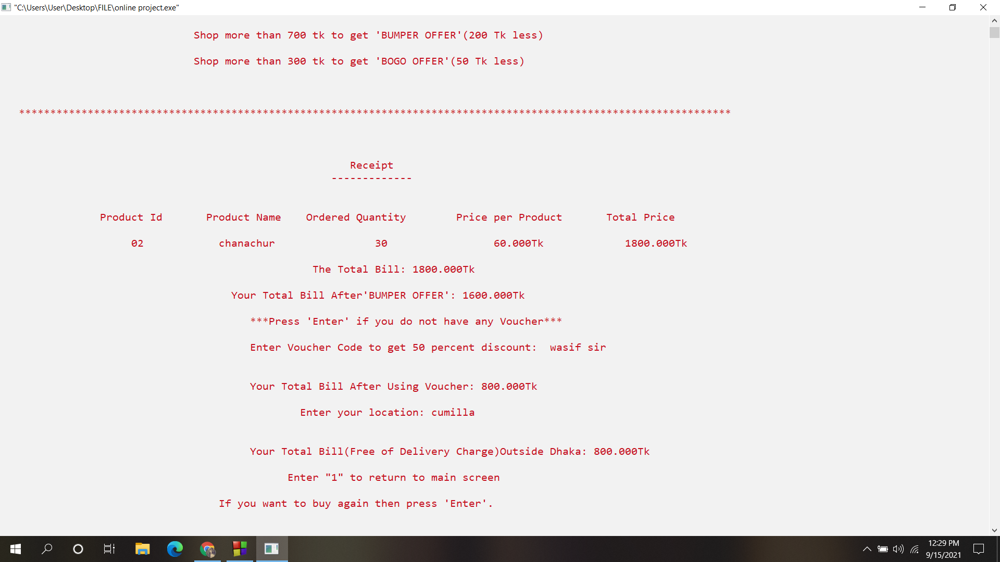 "C:\Users\User\Desktop\FILE\online project.exe"
Shop more than 700 tk to get 'BUMPER OFFER'(200 Tk less)
Shop more than 300 tk to get 'BOGO OFFER'(50 Tk less)
******************************************************************************************************************
Receipt
-------------
Product Id Product Name Ordered Quantity Price per Product Total Price
02 chanachur 30 60.000Tk 1800.000Tk
The Total Bill: 1800.000Tk
Your Total Bill After'BUMPER OFFER': 1600.000Tk
***Press 'Enter' if you do not have any Voucher***
Enter Voucher Code to get 50 percent discount: wasif sir
Your Total Bill After Using Voucher: 800.000Tk
Enter your location: cumilla
Your Total Bill(Free of Delivery Charge)Outside Dhaka: 800.000Tk
Enter "1" to return to main screen
If you want to buy again then press 'Enter'.
12:29 PM
9/15/2021